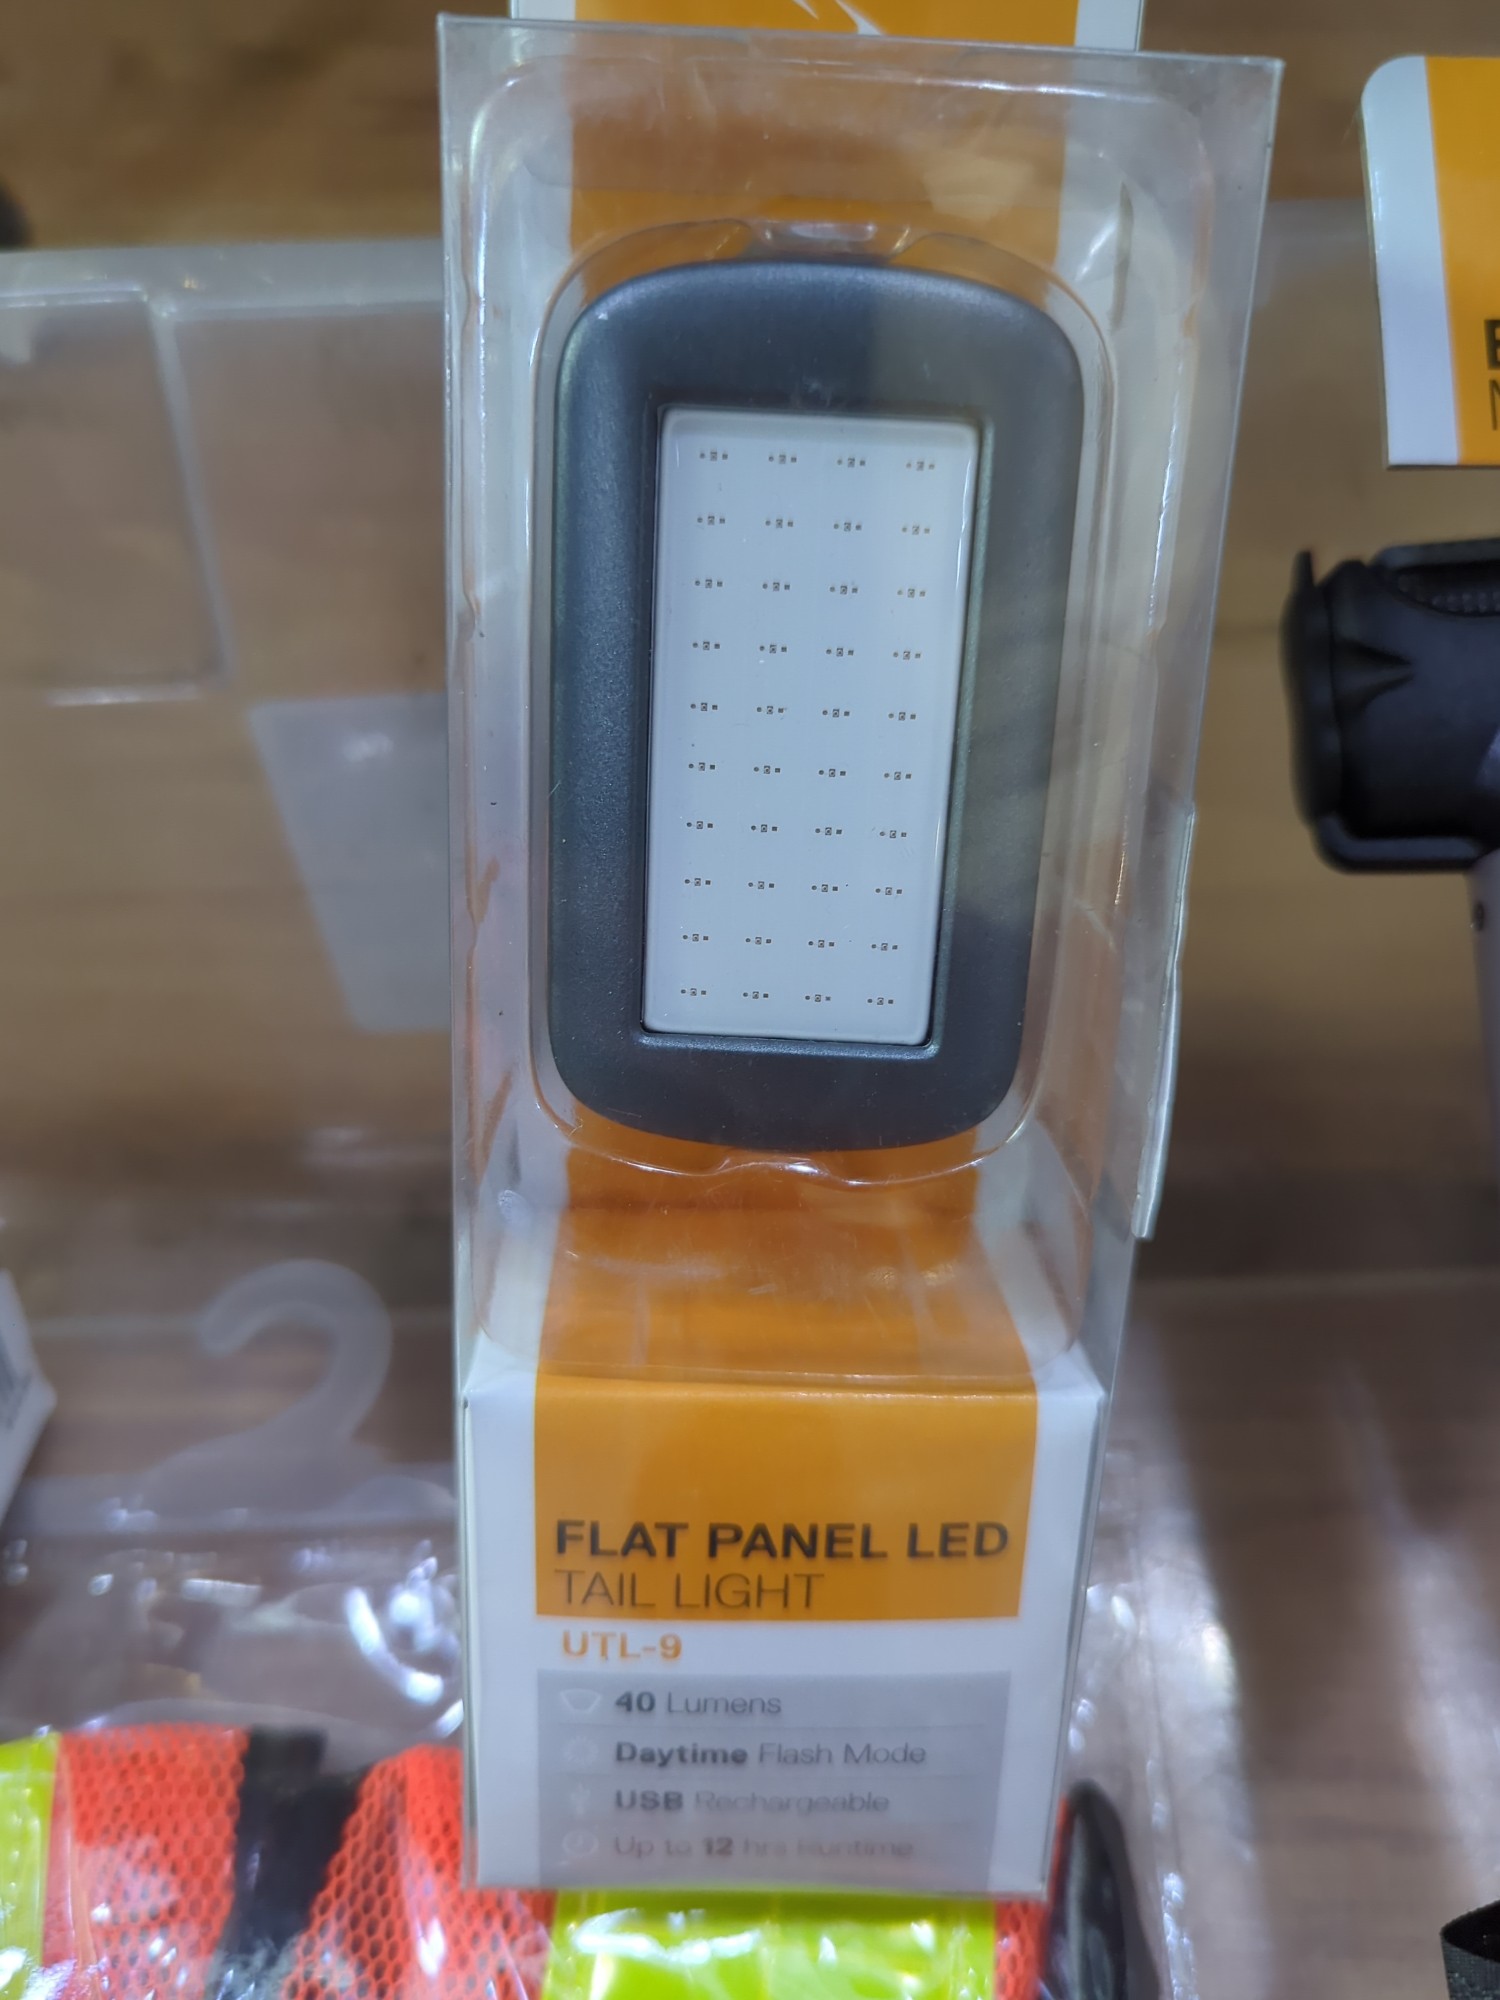 FLAT PANEL LED
TAIL LIGHT
UTL-9
40 Lumens
Daytime Flash Mode
USB Rechargeable
Up to 12 hrs Runtime